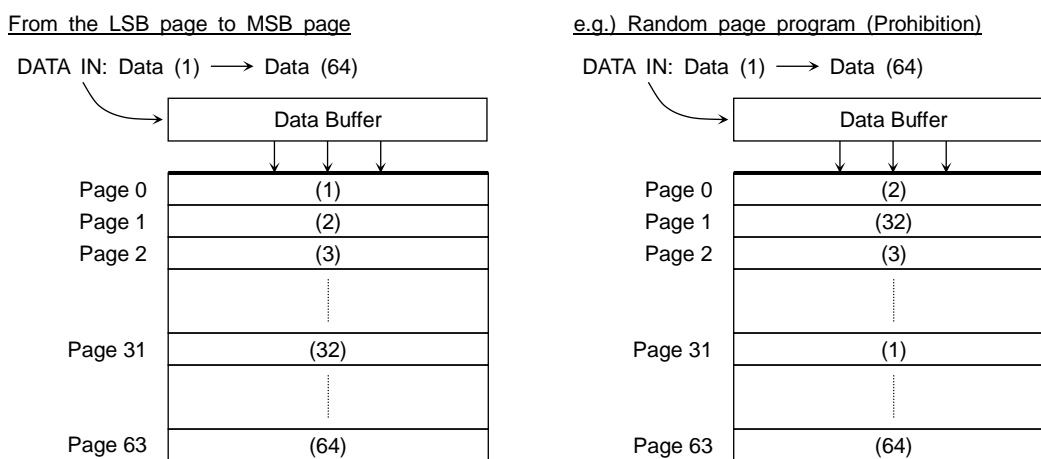 From the LSB page to MSB page
DATA IN: Data (1) → Data (64)
Data Buffer
Page 0 (1)
Page 1 (2)
Page 2 (3)
Page 31 (32)
Page 63 (64)
e.g.) Random page program (Prohibition)
DATA IN: Data (1) → Data (64)
Data Buffer
Page 0 (2)
Page 1 (32)
Page 2 (3)
Page 31 (1)
Page 63 (64)